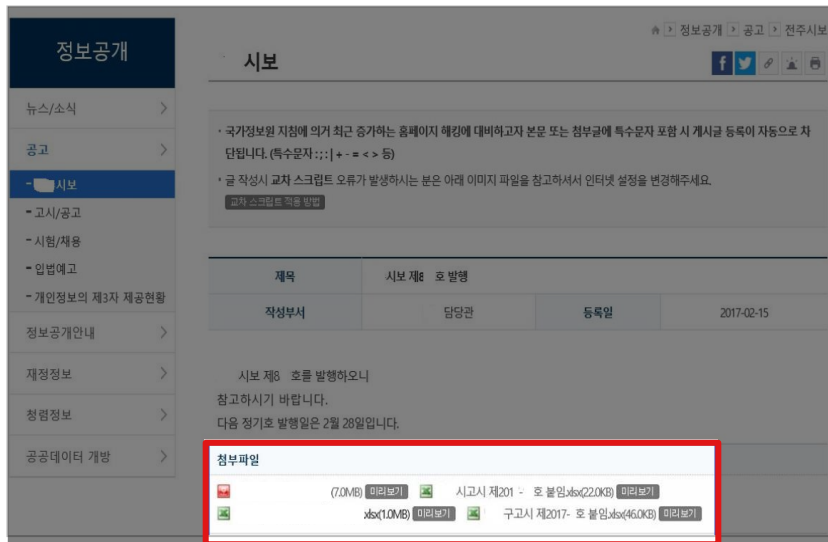 정보공개 > 공고 > 전주시보
정보공개
시보
뉴스/소식
공고
- 시보
- 고시/공고
- 시험/채용
- 입법예고
- 개인정보의 제3자 제공현황
정보공개안내
재정정보
청렴정보
공공데이터 개방
· 국가정보원 지침에 의거 최근 증가하는 홈페이지 해킹에 대비하고자 본문 또는 첨부글에 특수문자 포함 시 게시글 등록이 자동으로 차
단됩니다. (특수문자 : ; : | + - = < > 등)
· 글 작성시 교차 스크립트 오류가 발생하시는 분은 아래 이미지 파일을 참고하셔서 인터넷 설정을 변경해주세요.
교차 스크립트 적용 방법
제목 시보 제8 호 발행
작성부서 담당관 등록일 2017-02-15
시보 제8 호를 발행하오니
참고하시기 바랍니다.
다음 정기호 발행일은 2월 28일입니다.
첨부파일
(7.0MB) 미리보기 시고시 제201 - 호 붙임.xlsx(22.0KB) 미리보기
xlsx(1.0MB) 미리보기 구고시 제2017- 호 붙임.xlsx(46.0KB) 미리보기